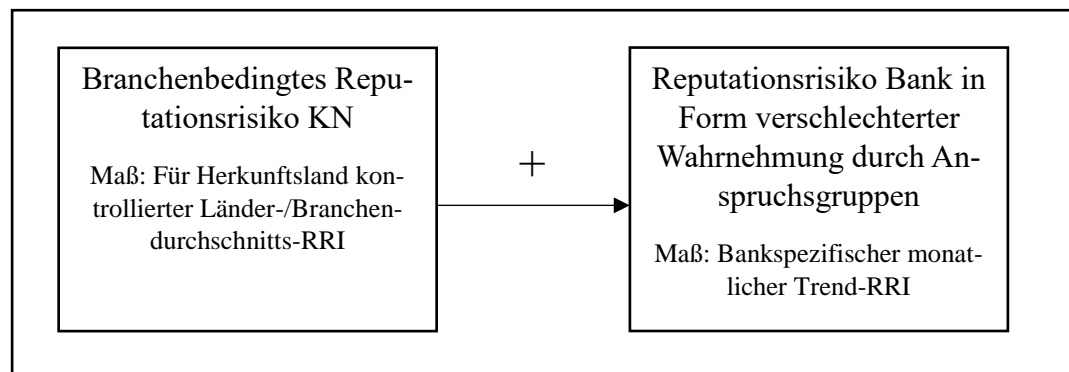 Branchenbedingtes Repu-
tationsrisiko KN
Maß: Für Herkunftsland kon-
trollierter Länder-/Branchen-
durchschnitts-RRI
+
Reputationsrisiko Bank in
Form verschlechterter
Wahrnehmung durch An-
spruchsgruppen
Maß: Bankspezifischer monat-
licher Trend-RRI